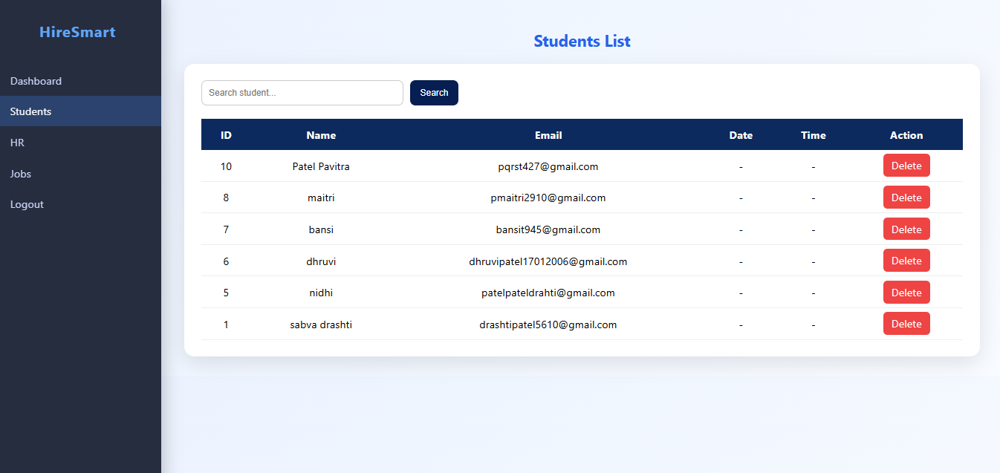 HireSmart
Dashboard
Students
HR
Jobs
Logout
Students List
Search student...
Search
ID Name Email Date Time Action
10 Patel Pavitra pqrst427@gmail.com - - Delete
8 maitri pmaitri2910@gmail.com - - Delete
7 bansi bansit945@gmail.com - - Delete
6 dhruvi dhruvipatel17012006@gmail.com - - Delete
5 nidhi patelpateldrahti@gmail.com - - Delete
1 sabva drashti drashtipatel5610@gmail.com - - Delete